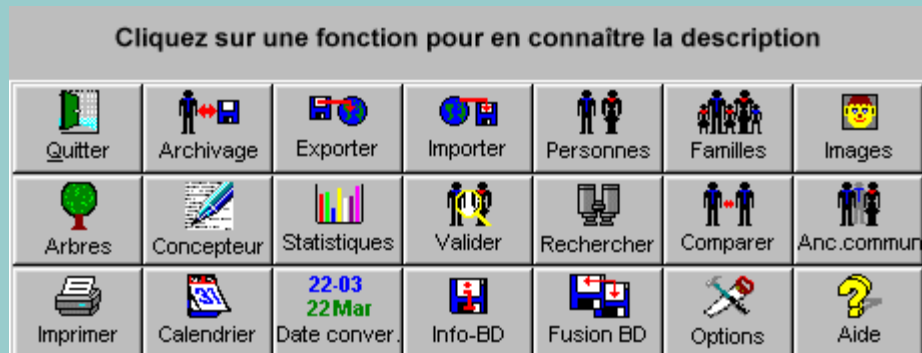 Cliquez sur une fonction pour en connaître la description
Quitter Archivage Exporter Importer Personnes Familles Images
Arbres Concepteur Statistiques Valider Rechercher Comparer Anc.commun
22-03
22Mar
Imprimer Calendrier Date conver. Info-BD Fusion BD Options Aide